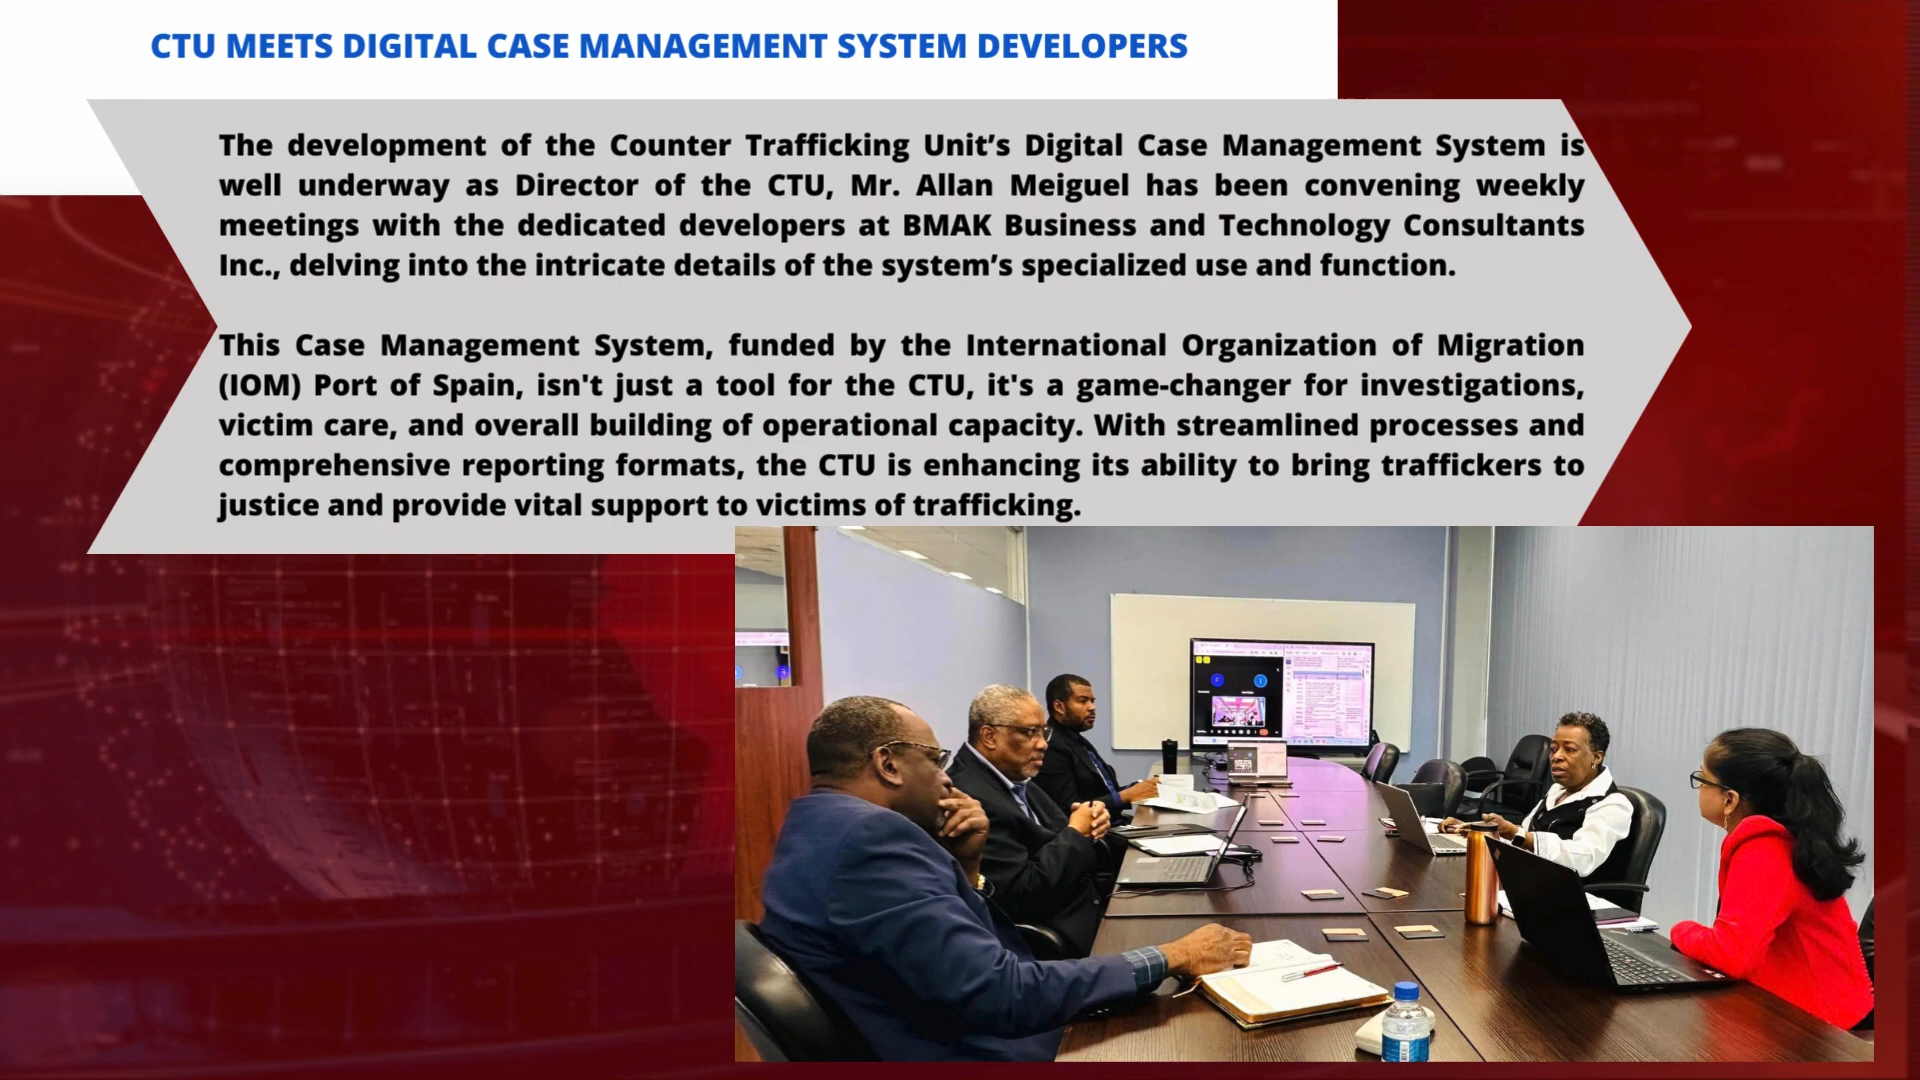 CTU MEETS DIGITAL CASE MANAGEMENT SYSTEM DEVELOPERS
The development of the Counter Trafficking Unit’s Digital Case Management System is
well underway as Director of the CTU, Mr. Allan Meiguel has been convening weekly
meetings with the dedicated developers at BMAK Business and Technology Consultants
Inc., delving into the intricate details of the system’s specialized use and function.
This Case Management System, funded by the International Organization of Migration
(IOM) Port of Spain, isn't just a tool for the CTU, it's a game-changer for investigations,
victim care, and overall building of operational capacity. With streamlined processes and
comprehensive reporting formats, the CTU is enhancing its ability to bring traffickers to
justice and provide vital support to victims of trafficking.